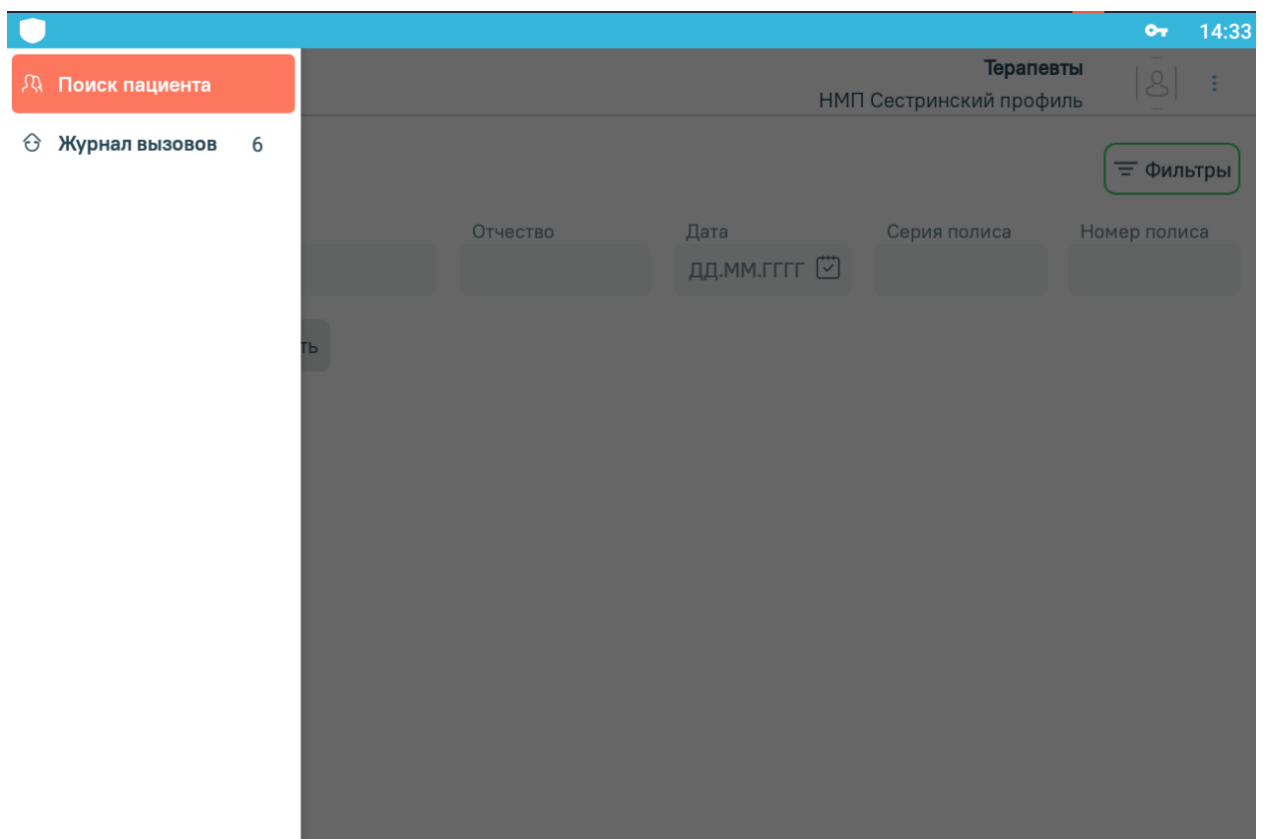 14:33
Поиск пациента
Терапевты
НМП Сестринский профиль
Журнал вызовов 6
Фильтры
Отчество Дата Серия полиса Номер полиса
ДД.ММ.ГГГГ
ть